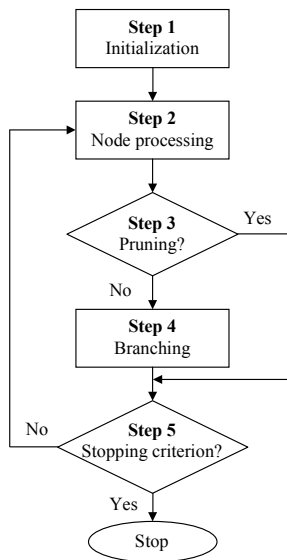 Step 1
Initialization
Step 2
Node processing
Step 3
Pruning?
Yes
No
Step 4
Branching
No
Step 5
Stopping criterion?
Yes
Stop